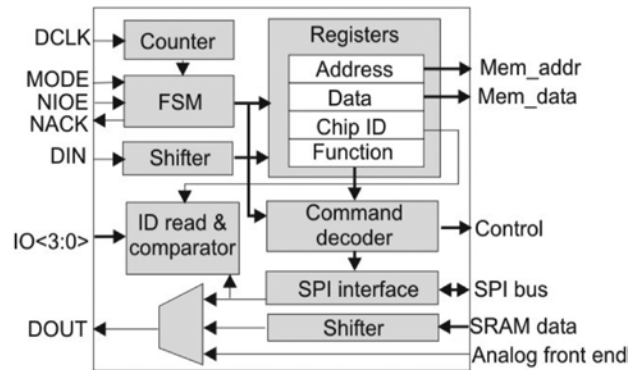 DCLK
Counter
Registers
MODE
NIOE
NACK
FSM
Address
Data
Chip ID
Function
Mem_addr
Mem_data
DIN
Shifter
IO<3:0>
ID read &
comparator
Command
decoder
Control
SPI interface
SPI bus
DOUT
Shifter
SRAM data
Analog front end